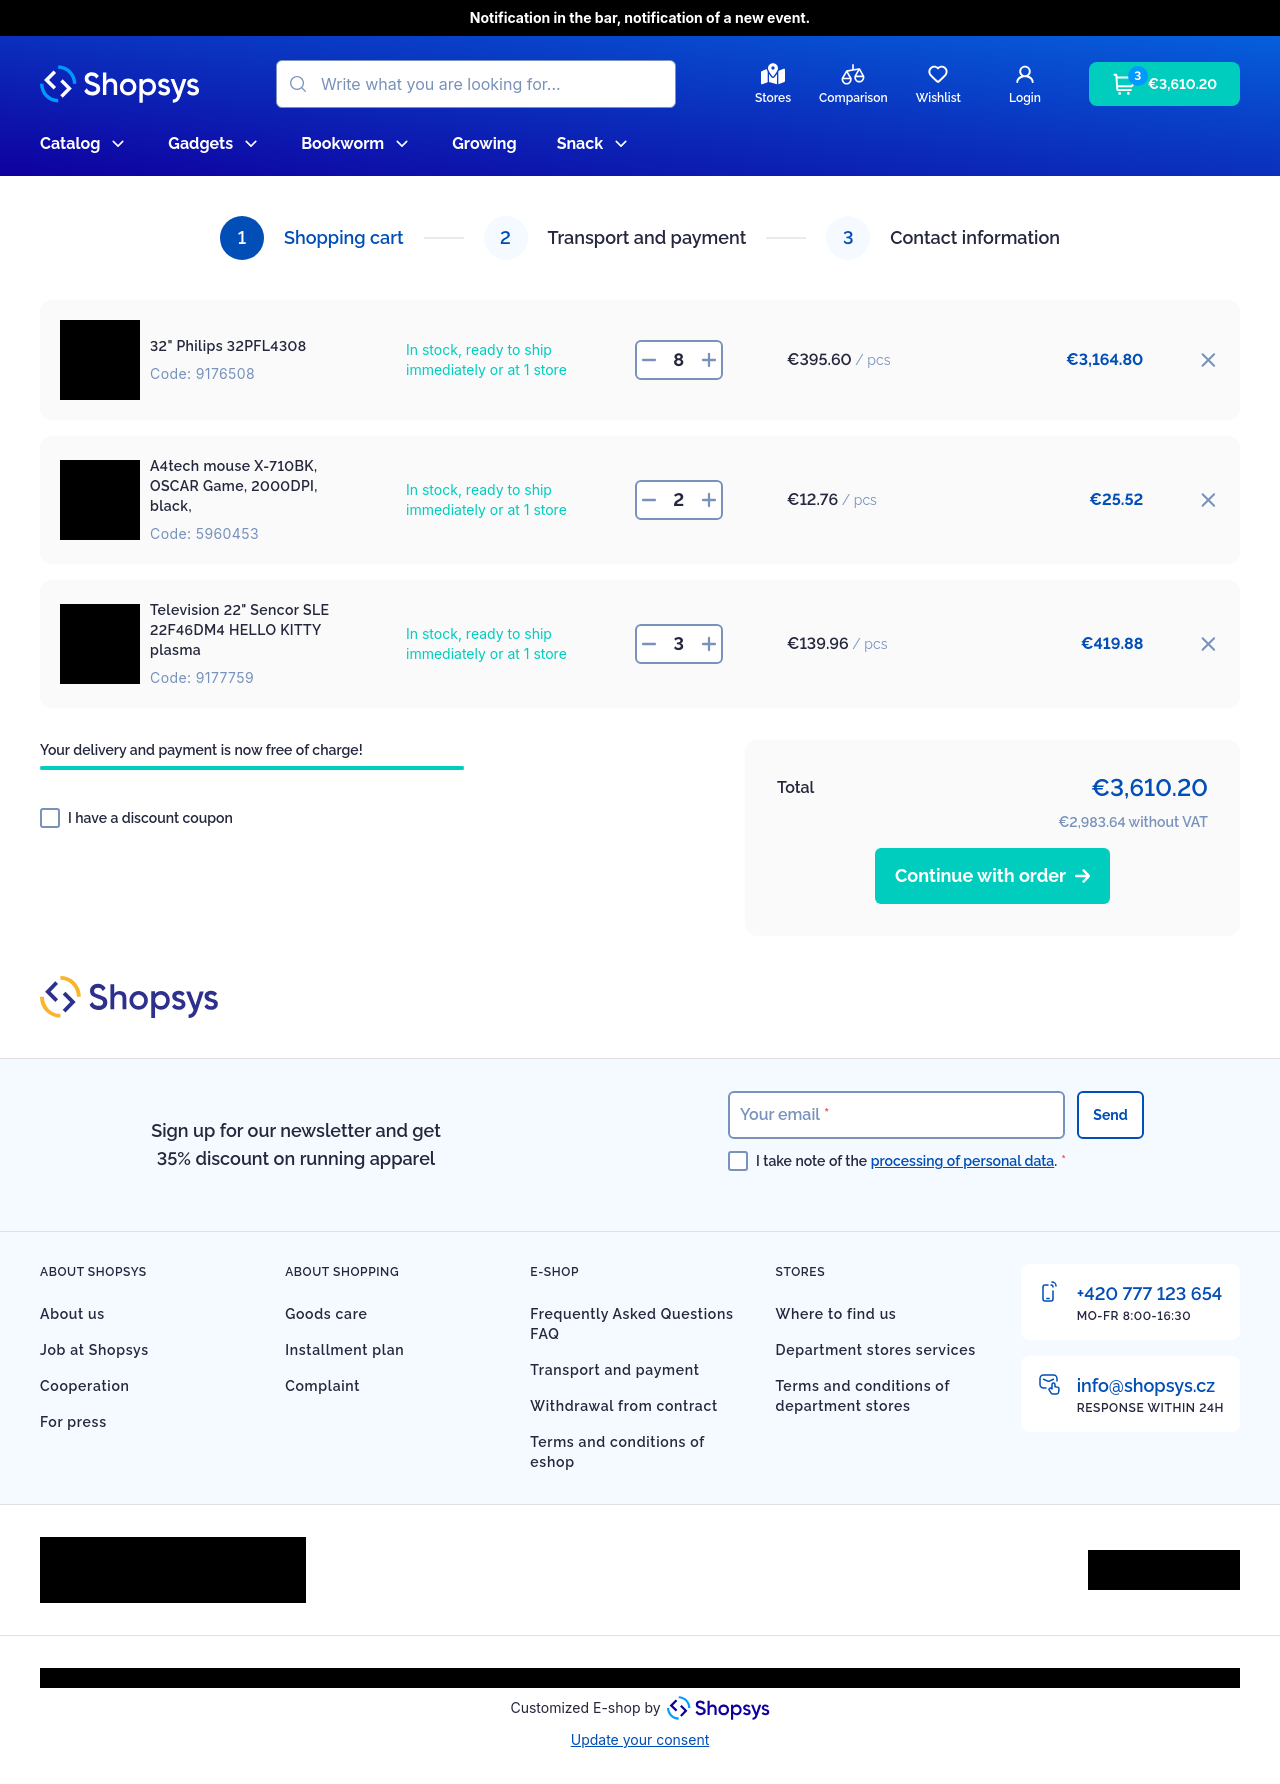 Notification in the bar, notification of a new event.
Shopsys
Write what you are looking for...
Stores
Comparison
Wishlist
Login
3
€3,610.20
Catalog
Gadgets
Bookworm
Growing
Snack
1
Shopping cart
2
Transport and payment
3
Contact information
32" Philips 32PFL4308
Code: 9176508
In stock, ready to ship
immediately or at 1 store
8
€395.60 / pcs
€3,164.80
A4tech mouse X-710BK,
OSCAR Game, 2000DPI,
black,
Code: 5960453
In stock, ready to ship
immediately or at 1 store
2
€12.76 / pcs
€25.52
Television 22" Sencor SLE
22F46DM4 HELLO KITTY
plasma
Code: 9177759
In stock, ready to ship
immediately or at 1 store
3
€139.96 / pcs
€419.88
Your delivery and payment is now free of charge!
I have a discount coupon
Total
€3,610.20
€2,983.64 without VAT
Continue with order
Shopsys
Sign up for our newsletter and get
35% discount on running apparel
Your email *
Send
I take note of the processing of personal data. *
ABOUT SHOPSYS
About us
Job at Shopsys
Cooperation
For press
ABOUT SHOPPING
Goods care
Installment plan
Complaint
E-SHOP
Frequently Asked Questions
FAQ
Transport and payment
Withdrawal from contract
Terms and conditions of
eshop
STORES
Where to find us
Department stores services
Terms and conditions of
department stores
+420 777 123 654
MO-FR 8:00-16:30
info@shopsys.cz
RESPONSE WITHIN 24H
Customized E-shop by Shopsys
Update your consent